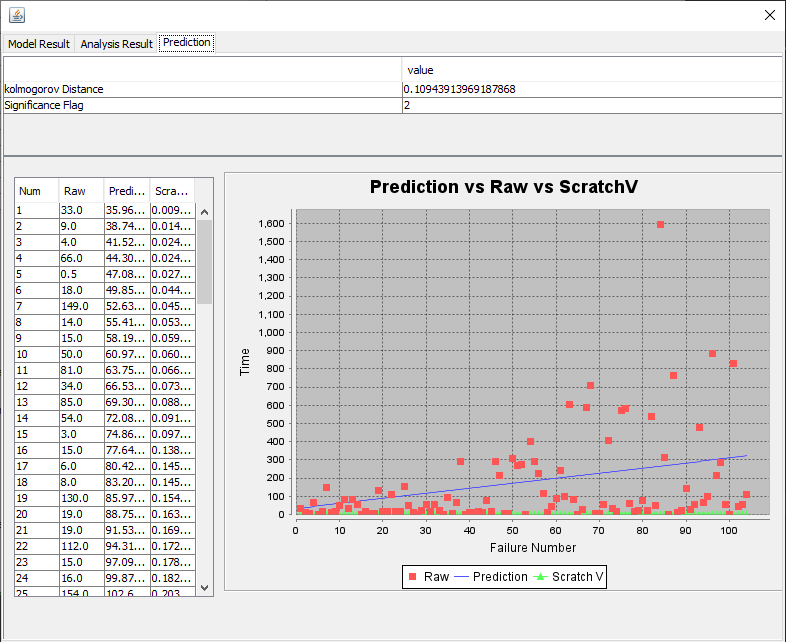 Model Result Analysis Result Prediction
value
kolmogorov Distance 0.10943913969187868
Significance Flag 2
Num Raw Predi... Scra...
1 33.0 35.96... 0.009...
2 9.0 38.74... 0.014...
3 4.0 41.52... 0.024...
4 66.0 44.30... 0.024...
5 0.5 47.08... 0.027...
6 18.0 49.85... 0.044...
7 149.0 52.63... 0.045...
8 14.0 55.41... 0.053...
9 15.0 58.19... 0.059...
10 50.0 60.97... 0.060...
11 81.0 63.75... 0.066...
12 34.0 66.53... 0.073...
13 85.0 69.30... 0.088...
14 54.0 72.08... 0.091...
15 3.0 74.86... 0.097...
16 15.0 77.64... 0.138...
17 6.0 80.42... 0.145...
18 8.0 83.20... 0.145...
19 130.0 85.97... 0.154...
20 19.0 88.75... 0.163...
21 19.0 91.53... 0.169...
22 112.0 94.31... 0.172...
23 15.0 97.09... 0.178...
24 16.0 99.87... 0.182...
25 154.0 102.6... 0.203...
Prediction vs Raw vs ScratchV
Time
1,600
1,500
1,400
1,300
1,200
1,100
1,000
900
800
700
600
500
400
300
200
100
0
0 10 20 30 40 50 60 70 80 90 100
Failure Number
Raw Prediction Scratch V